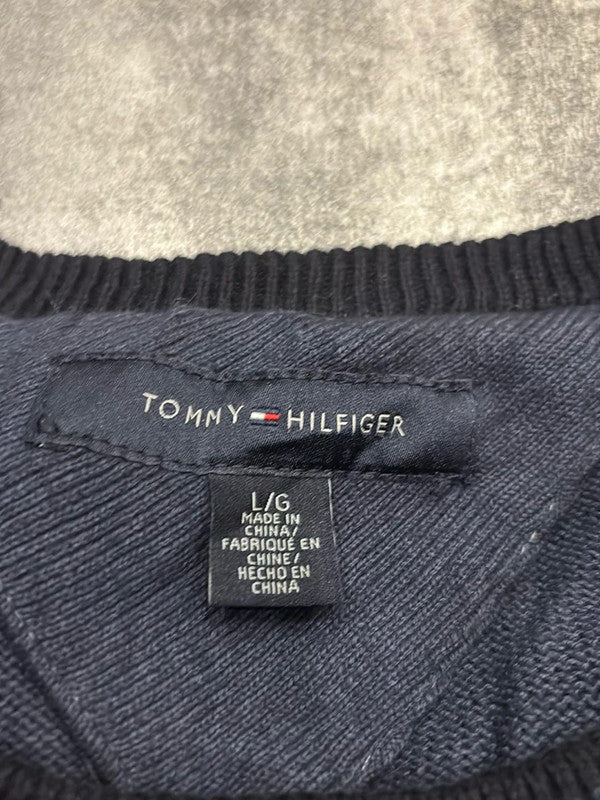 TOMMY HILFIGER
L/G
MADE IN
CHINA/
FABRIQUÉ EN
CHINE/
HECHO EN
CHINA